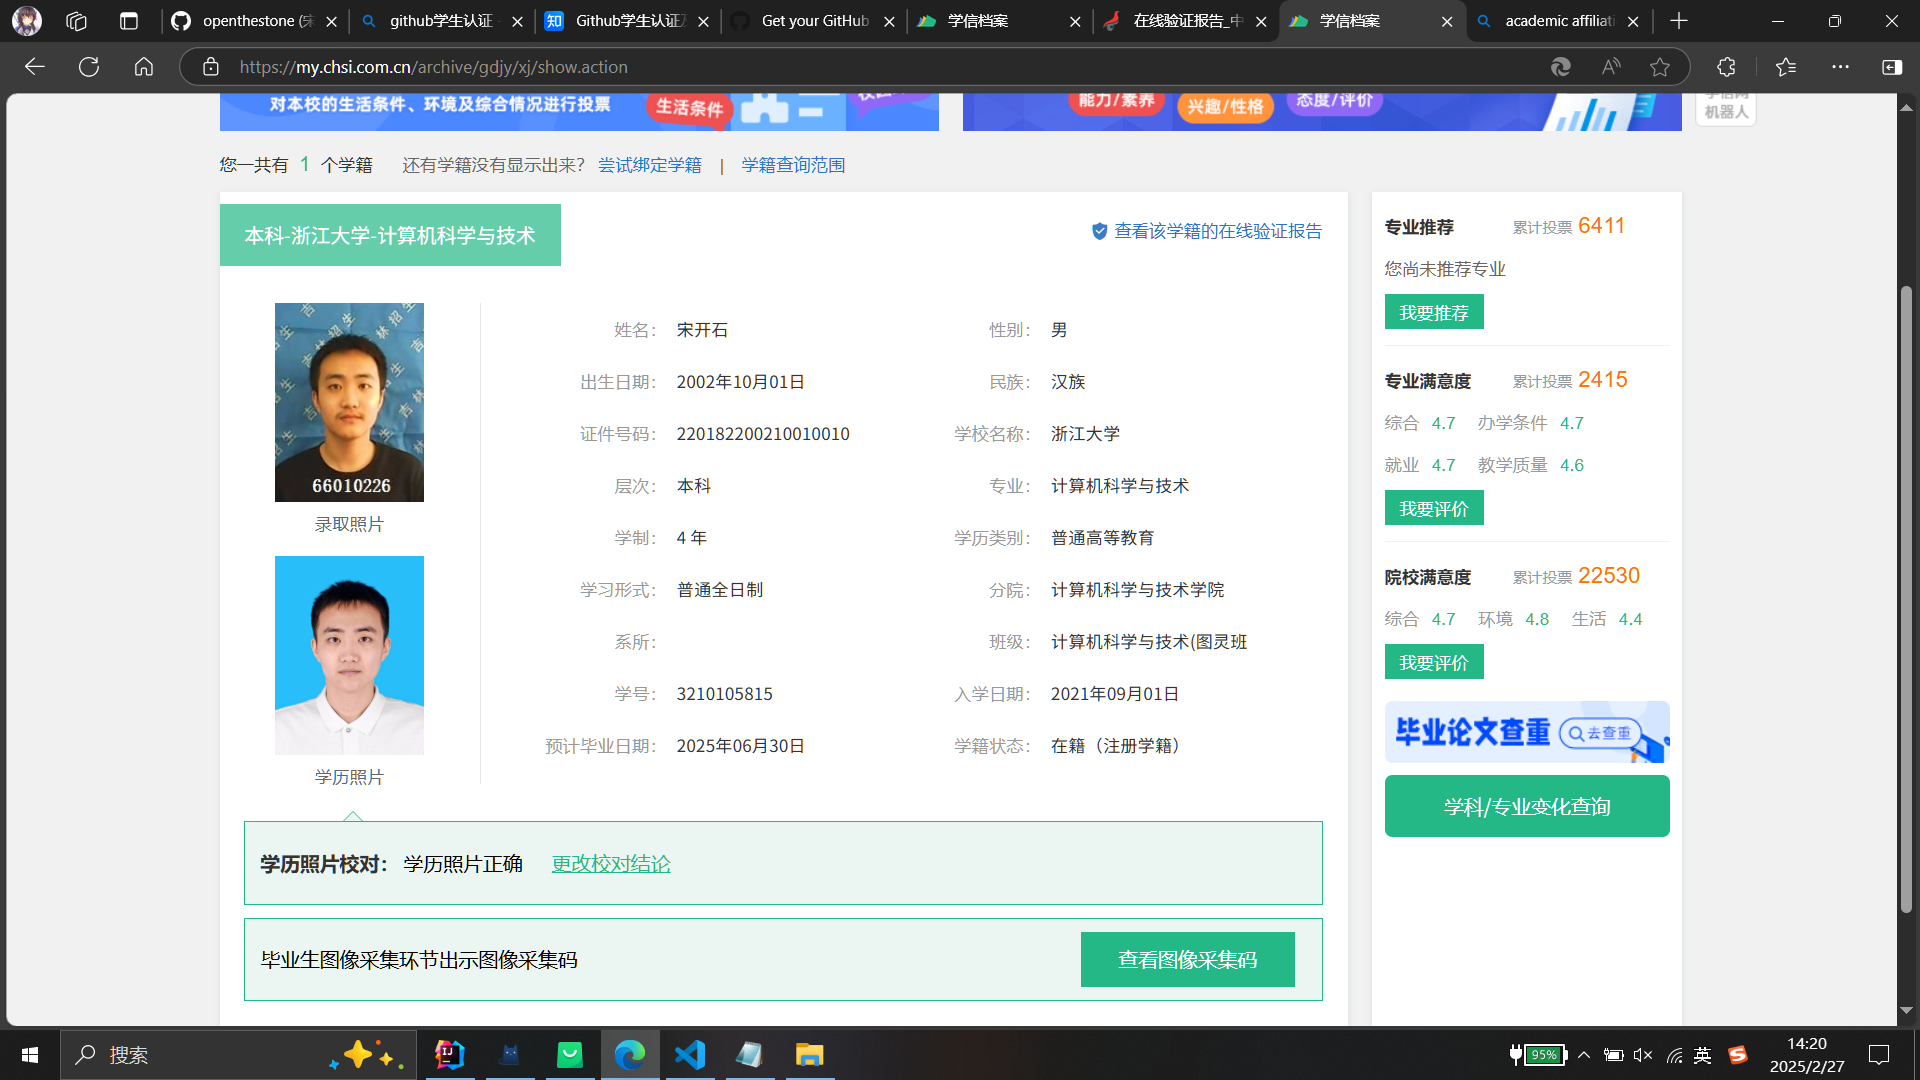 openthestone (宋
github学生认证 -
Github学生认证及
Get your GitHub
学信档案
在线验证报告_中
学信档案
academic affiliati
https://my.chsi.com.cn/archive/gdjy/xj/show.action
对本校的生活条件、环境及综合情况进行投票
生活条件
能力/素养
兴趣/性格
态度/评价
机器人
您一共有 1 个学籍 还有学籍没有显示出来? 尝试绑定学籍 | 学籍查询范围
本科-浙江大学-计算机科学与技术
查看该学籍的在线验证报告
66010226
录取照片
学历照片
姓名： 宋开石 性别： 男
出生日期： 2002年10月01日 民族： 汉族
证件号码： 220182200210010010 学校名称： 浙江大学
层次： 本科 专业： 计算机科学与技术
学制： 4 年 学历类别： 普通高等教育
学习形式： 普通全日制 分院： 计算机科学与技术学院
系所： 班级： 计算机科学与技术(图灵班
学号： 3210105815 入学日期： 2021年09月01日
预计毕业日期： 2025年06月30日 学籍状态： 在籍（注册学籍）
学历照片校对： 学历照片正确 更改校对结论
毕业生图像采集环节出示图像采集码 查看图像采集码
专业推荐 累计投票 6411
您尚未推荐专业
我要推荐
专业满意度 累计投票 2415
综合 4.7 办学条件 4.7
就业 4.7 教学质量 4.6
我要评价
院校满意度 累计投票 22530
综合 4.7 环境 4.8 生活 4.4
我要评价
毕业论文查重 去查重
学科/专业变化查询
搜索
95%
英
14:20
2025/2/27